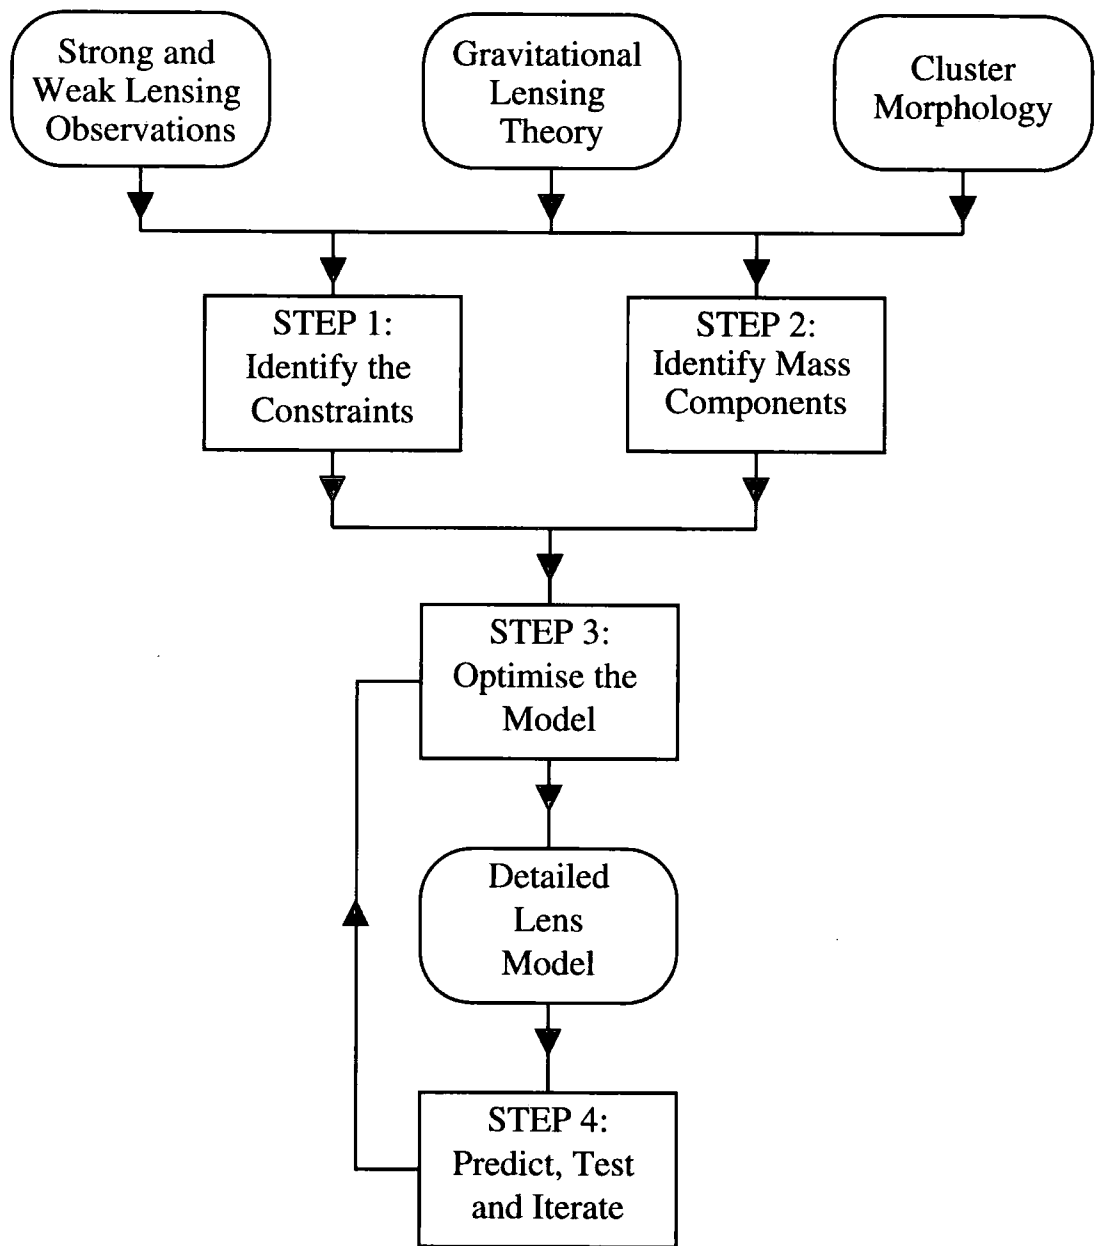 Strong and
Weak Lensing
Observations
Gravitational
Lensing
Theory
Cluster
Morphology
STEP 1:
Identify the
Constraints
STEP 2:
Identify Mass
Components
STEP 3:
Optimise the
Model
Detailed
Lens
Model
STEP 4:
Predict, Test
and Iterate